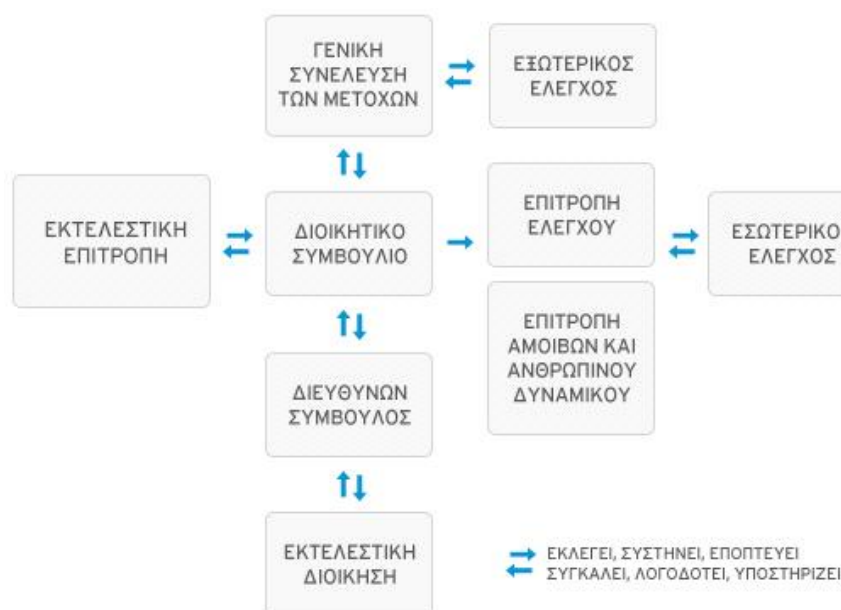 ΓΕΝΙΚΗ
ΣΥΝΕΛΕΥΣΗ
ΤΩΝ ΜΕΤΟΧΩΝ
ΕΞΩΤΕΡΙΚΟΣ
ΕΛΕΓΧΟΣ
ΕΚΤΕΛΕΣΤΙΚΗ
ΕΠΙΤΡΟΠΗ
ΔΙΟΙΚΗΤΙΚΟ
ΣΥΜΒΟΥΛΙΟ
ΕΠΙΤΡΟΠΗ
ΕΛΕΓΧΟΥ
ΕΣΩΤΕΡΙΚΟ
ΕΛΕΓΧΟΣ
ΕΠΙΤΡΟΠΗ
ΑΜΟΙΒΩΝ ΚΑΙ
ΑΝΘΡΩΠΙΝΟΥ
ΔΥΝΑΜΙΚΟΥ
ΔΙΕΥΘΥΝΩΝ
ΣΥΜΒΟΥΛΟΣ
ΕΚΤΕΛΕΣΤΙΚΗ
ΔΙΟΙΚΗΣΗ
ΕΚΛΕΓΕΙ, ΣΥΣΤΗΝΕΙ, ΕΠΟΠΤΕΥΕΙ
ΣΥΓΚΑΛΕΙ, ΛΟΓΟΔΟΤΕΙ, ΥΠΟΣΤΗΡΙΖΕΙ